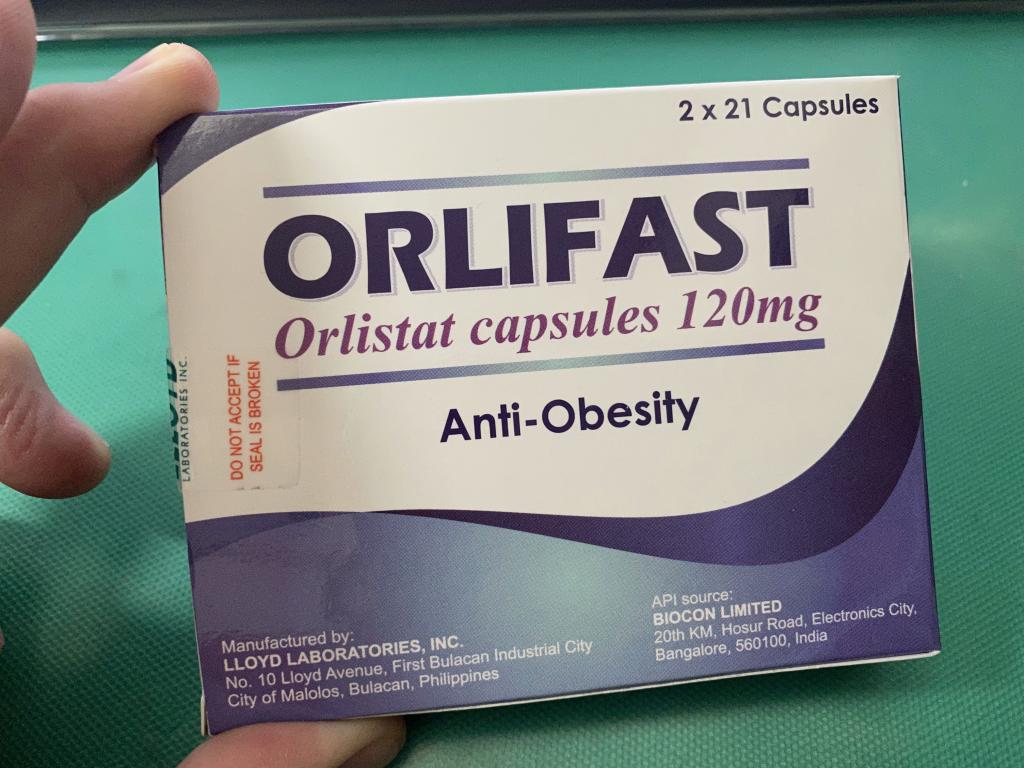 2 x 21 Capsules
ORLIFAST
Orlistat capsules 120mg
Anti-Obesity
DO NOT ACCEPT IF
SEAL IS BROKEN
LABORATORIES INC.
Manufactured by:
LLOYD LABORATORIES, INC.
No. 10 Lloyd Avenue, First Bulacan Industrial City
City of Malolos, Bulacan, Philippines
API source:
BIOCON LIMITED
20th KM, Hosur Road, Electronics City,
Bangalore, 560100, India